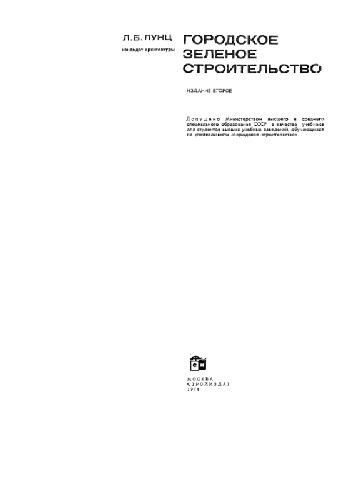 Л. Б. ЛУНЦ
кандидат архитектуры
ГОРОДСКОЕ
ЗЕЛЕНОЕ
СТРОИТЕЛЬСТВО
ИЗДАНИЕ ВТОРОЕ
Допущено Министерством высшего и среднего
специального образования СССР в качестве учебника
для студентов высших учебных заведений, обучающихся
по специальности «Городское строительство»
МОСКВА
СТРОЙИЗДАТ
1974